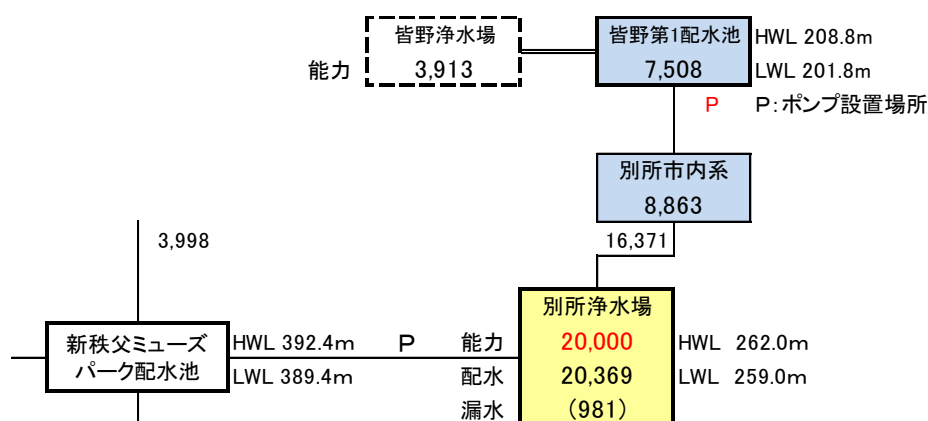 皆野浄水場
能力 3,913
皆野第1配水池
7,508
HWL 208.8m
LWL 201.8m
P P:ポンプ設置場所
別所市内系
8,863
16,371
3,998
新秩父ミューズ
パーク配水池
HWL 392.4m
LWL 389.4m
P
別所浄水場
能力 20,000
配水 20,369
漏水 (981)
HWL 262.0m
LWL 259.0m